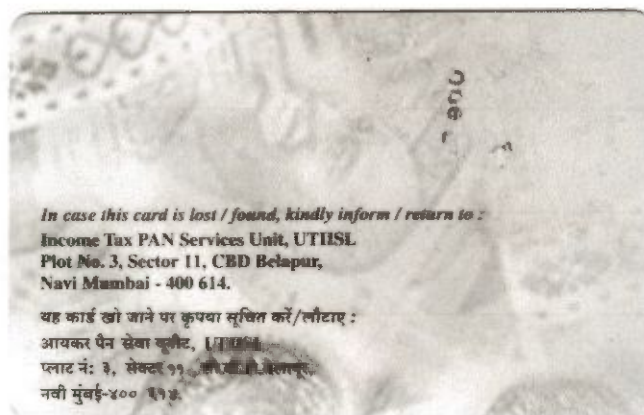 In case this card is lost / found, kindly inform / return to :
Income Tax PAN Services Unit, UTIISL
Plot No. 3, Sector 11, CBD Belapur,
Navi Mumbai - 400 614.
यह कार्ड खो जाने पर कृपया सूचित करें/लौटाए :
आयकर पैन सेवा यूनीट, UTIISL
प्लाट नं: ३, सेक्टर ११
नवी मुंबई-४०० ६१४.